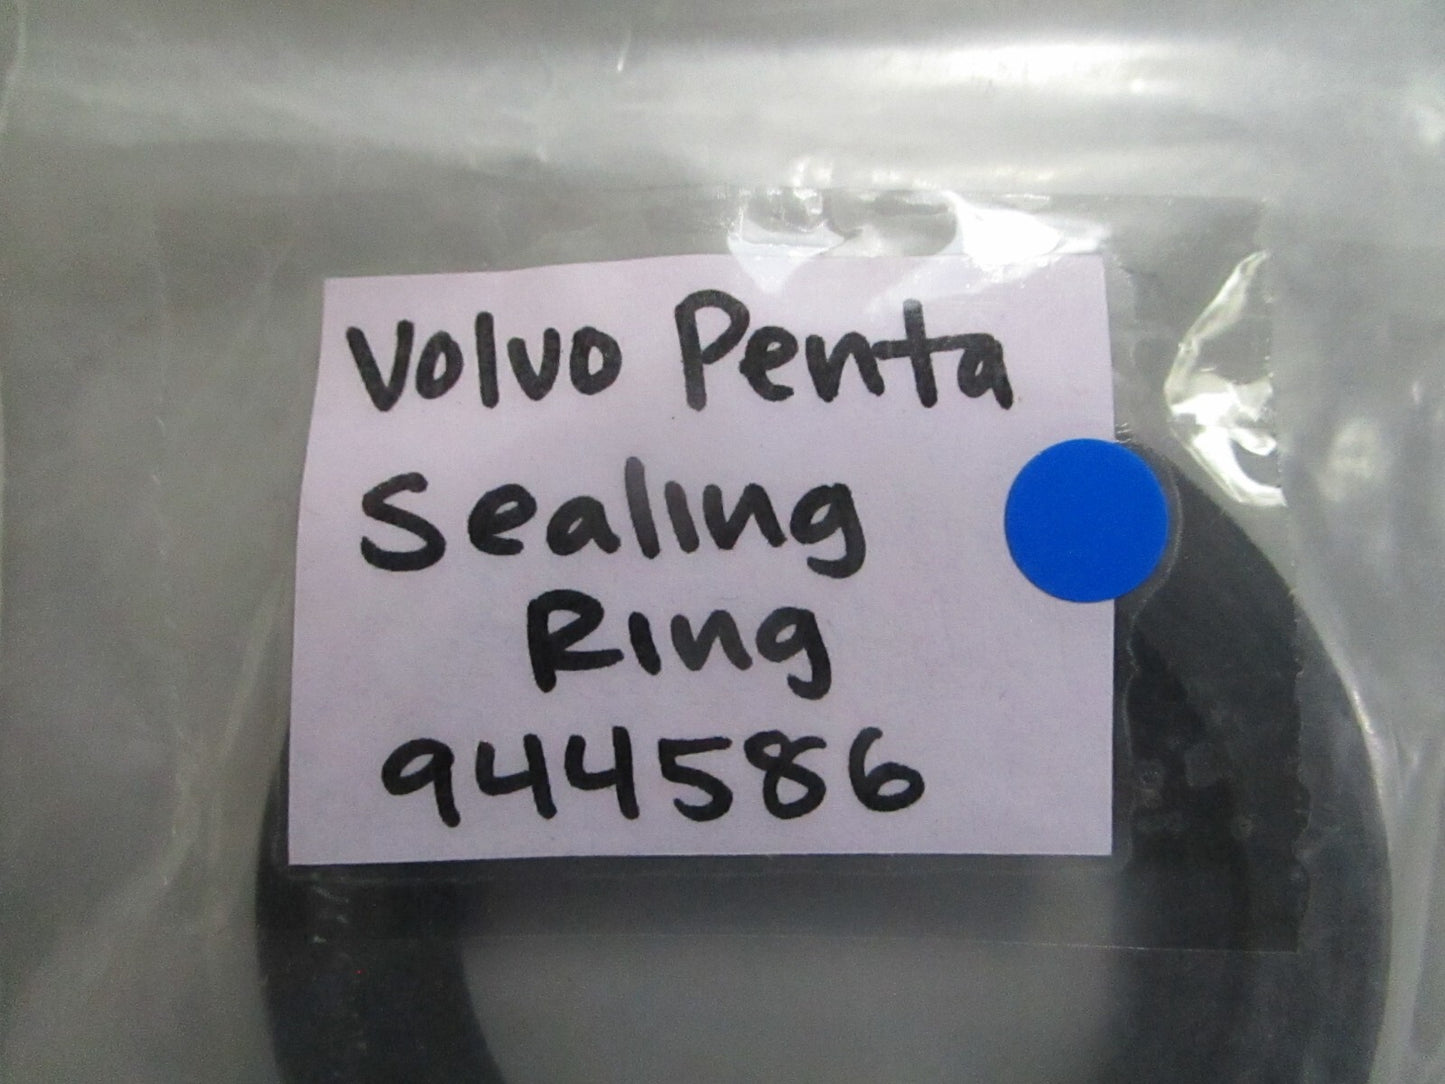 Volvo Penta
Sealing
Ring
944586